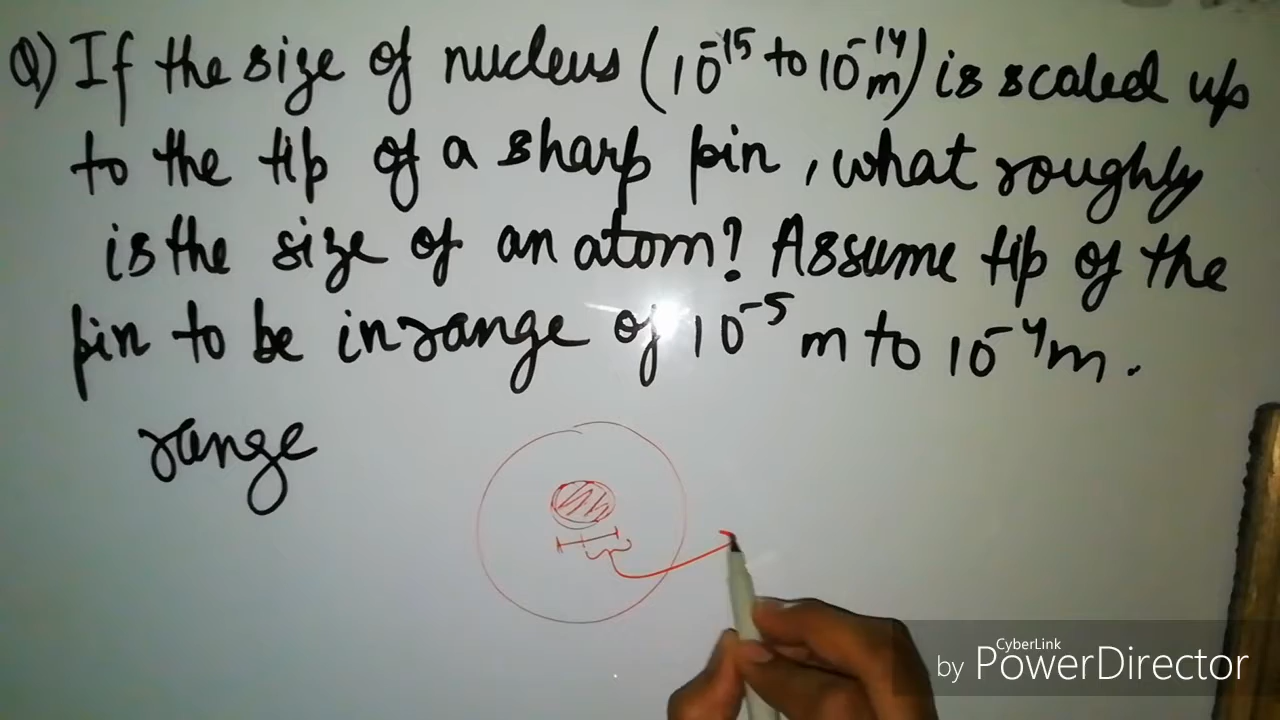 Q) If the size of nucleus (10⁻¹⁵ to 10⁻¹⁴m) is scaled up
to the tip of a sharp pin, what roughly
is the size of an atom? Assume tip of the
pin to be in range of 10⁻⁵ m to 10⁻⁴m.
range
CyberLink
by PowerDirector